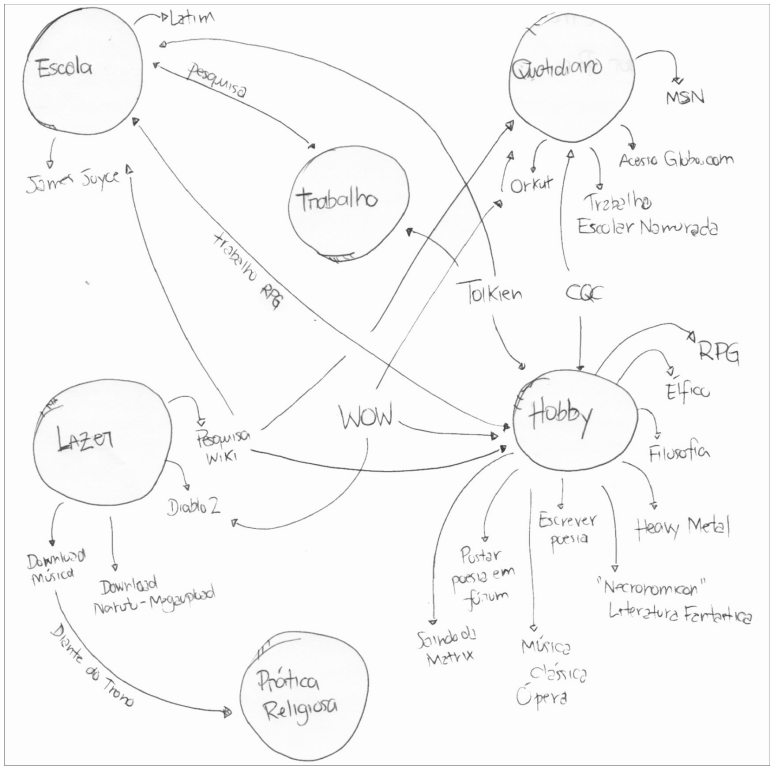 Latim
Escola
Pesquisa
James Joyce
Quotidiano
MSN
Acesso Globo.com
Orkut
Trabalho
Escolar Namorada
Trabalho
trabalho RPG
Tolkien
CQC
RPG
Élfico
Hobby
Filosofia
Heavy Metal
Escrever
poesia
Postar
poesia em
fórum
"Necronomicon"
Literatura Fantástica
Saindo da
Matrix
Música
Clássica
Ópera
WOW
Lazer
Pesquisa
Wiki
Diablo 2
Download
Música
Download
Naruto-Megaupload
Diante do Trono
Prática
Religiosa